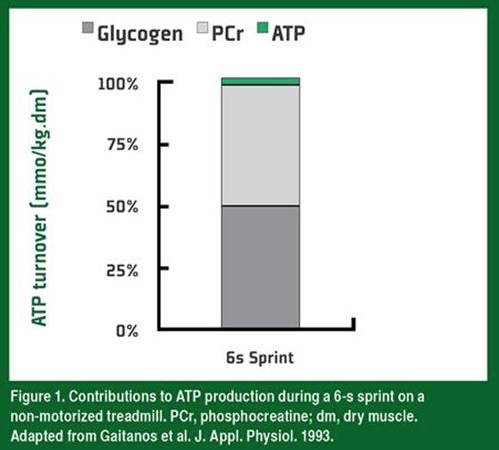 Glycogen PCr ATP
ATP turnover (mmo/kg.dm)
100%
75%
50%
25%
0%
6s Sprint
Figure 1. Contributions to ATP production during a 6-s sprint on a
non-motorized treadmill. PCr, phosphocreatine; dm, dry muscle.
Adapted from Gaitanos et al. J. Appl. Physiol. 1993.